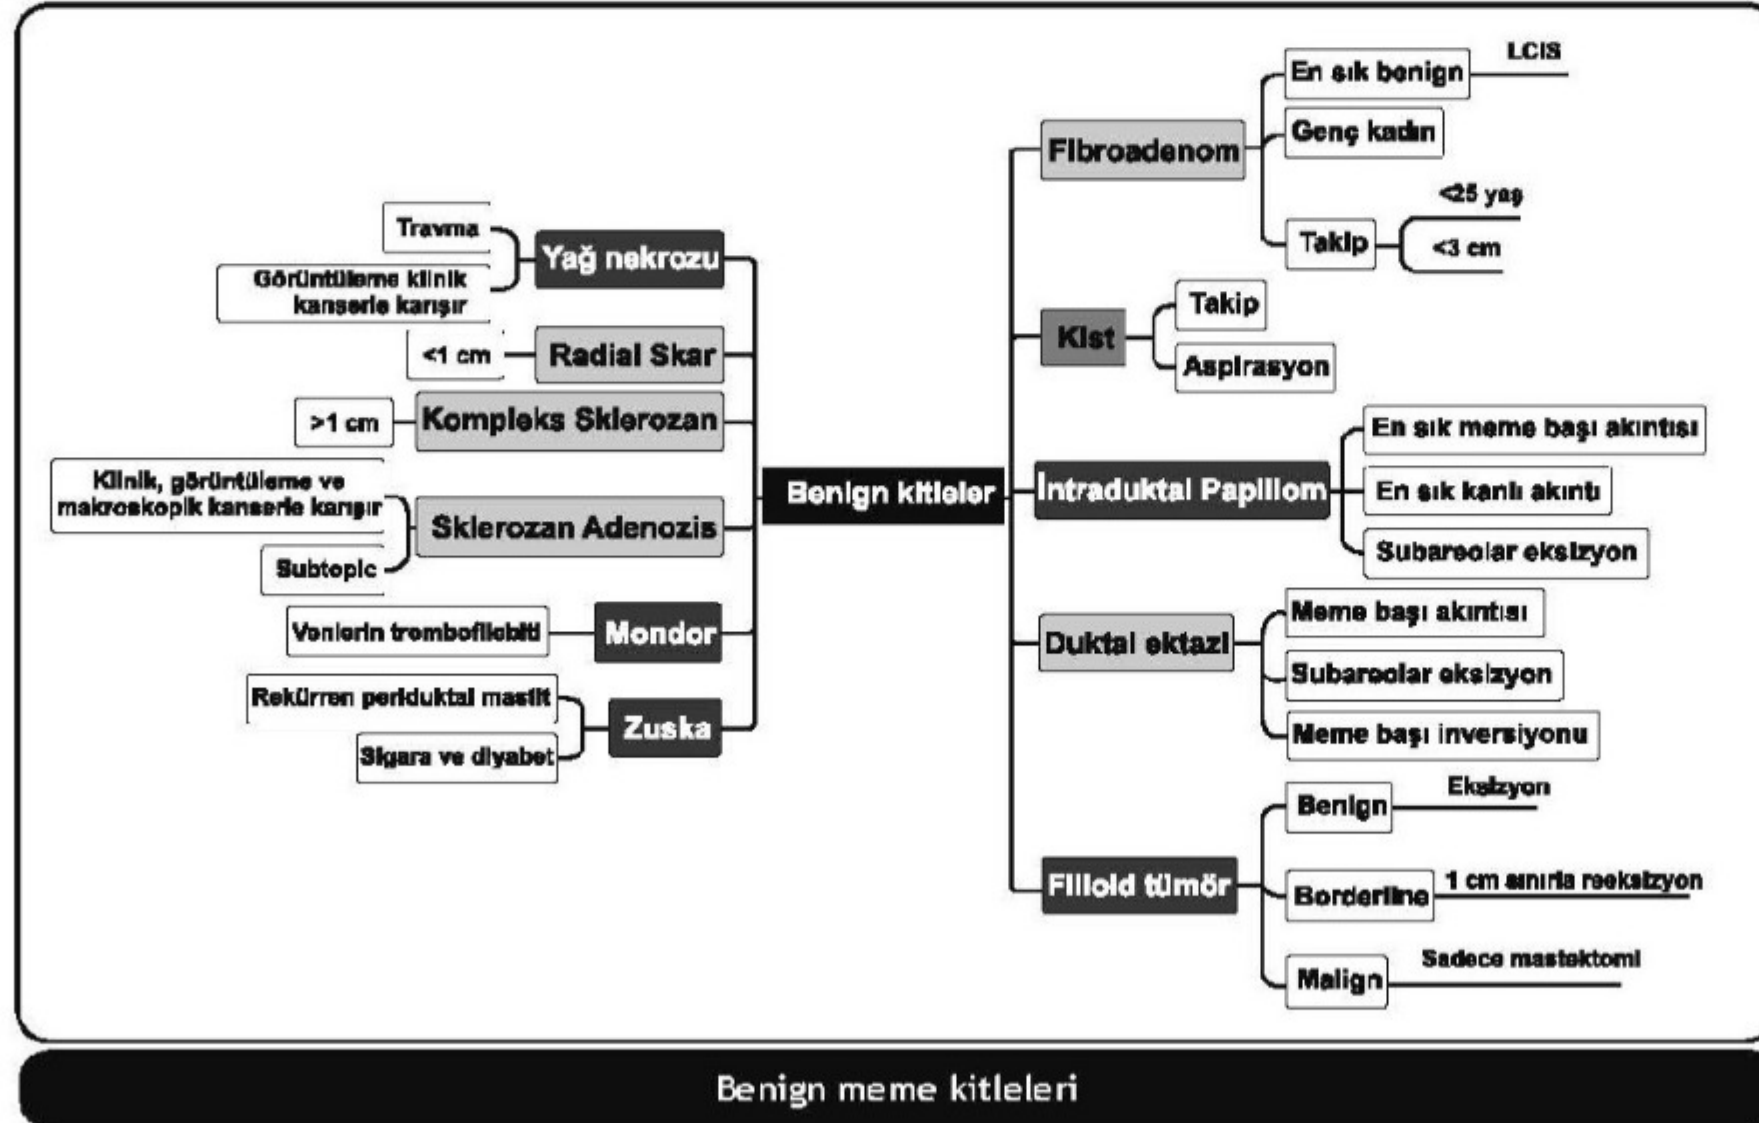 LCIS
En sık benign
Genç kadın
Fibroadenom
<25 yaş
Takip
<3 cm
Travma
Yağ nekrozu
Görüntüleme klinik
kanserle karışır
Takip
Kist
Aspirasyon
<1 cm
Radial Skar
>1 cm
Kompleks Sklerozan
En sık meme başı akıntısı
Klinik, görüntüleme ve
makroskopik kanserle karışır
Benign kitleler
İntraduktal Papillom
En sık kanlı akıntı
Sklerozan Adenozis
Subareolar eksizyon
Subtopic
Meme başı akıntısı
Venlerin tromboflebiti
Mondor
Duktal ektazi
Subareolar eksizyon
Rekürren periduktal mastit
Meme başı inversiyonu
Zuska
Sigara ve diyabet
Eksizyon
Benign
Filloid tümör
1 cm sınırla reeksizyon
Borderline
Sadece mastektomi
Malign
Benign meme kitleleri